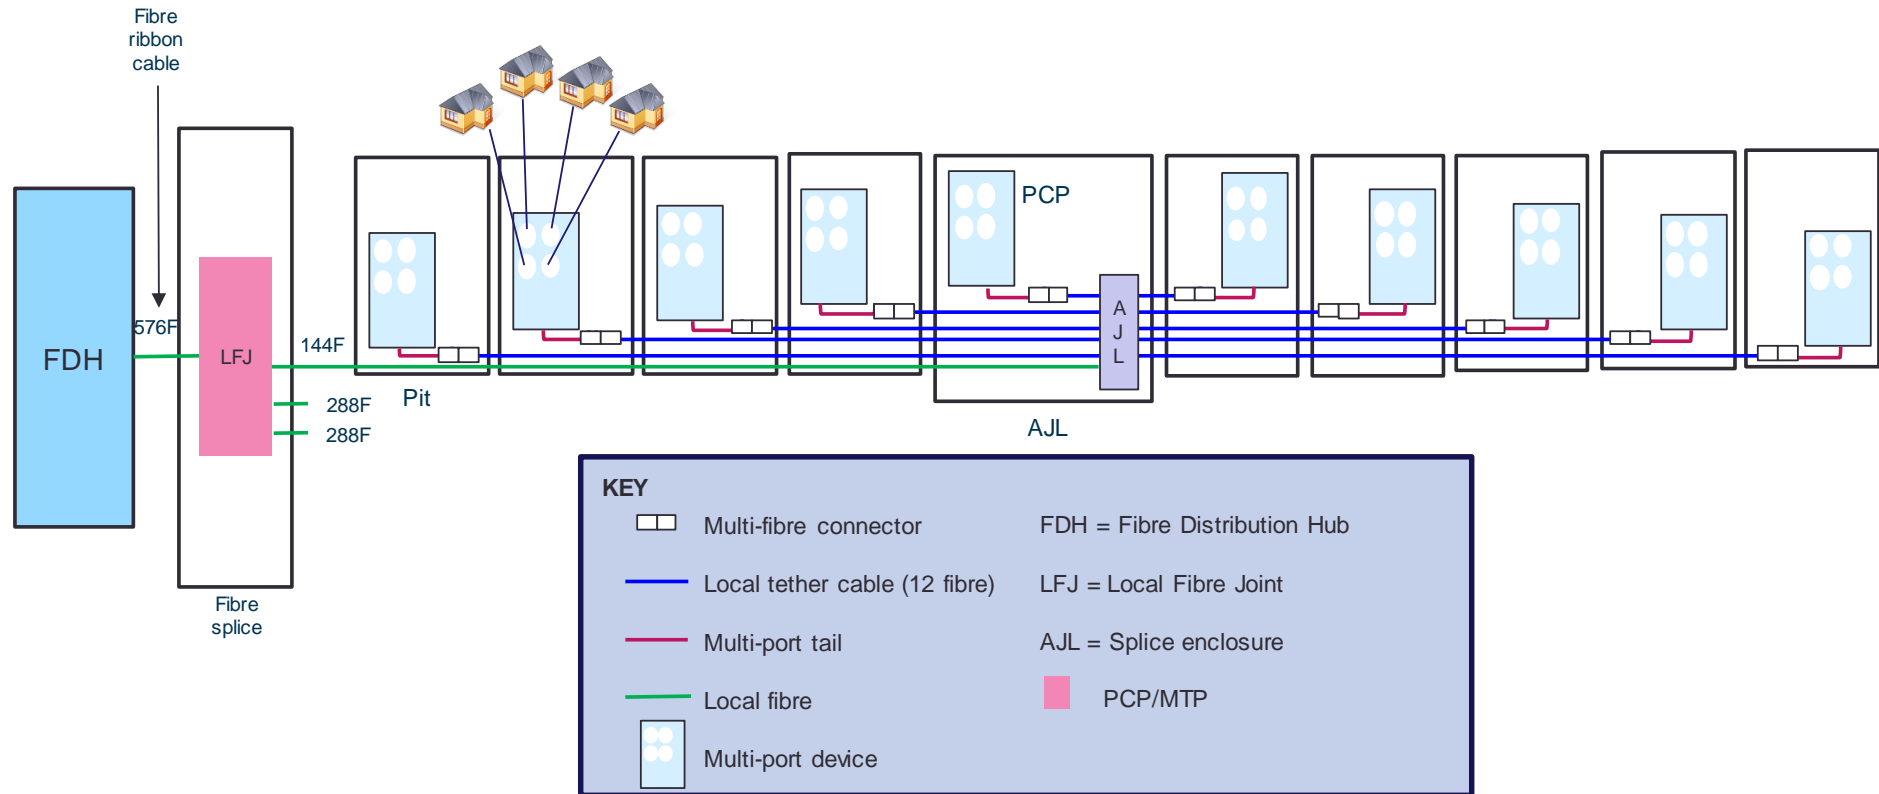 Fibre
ribbon
cable
576F
FDH
LFJ
144F
288F
288F
Fibre
splice
Pit
PCP
A
J
L
AJL
KEY
Multi-fibre connector
Local tether cable (12 fibre)
Multi-port tail
Local fibre
Multi-port device
FDH = Fibre Distribution Hub
LFJ = Local Fibre Joint
AJL = Splice enclosure
PCP/MTP